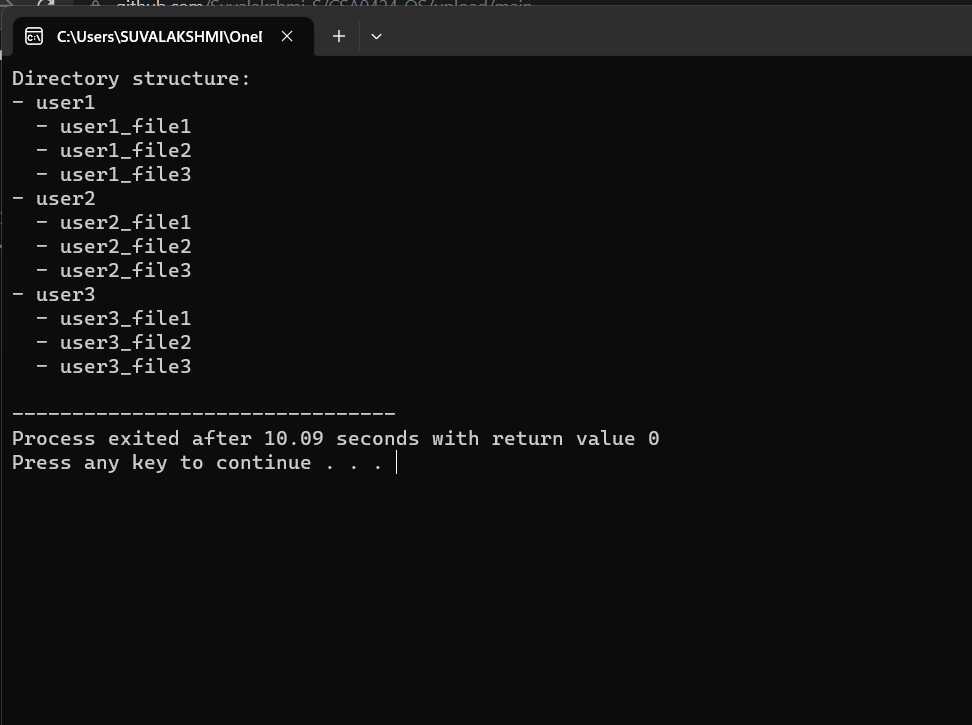 github.com/Suvalakshmi-S/CSA0424-OS/upload/main
C:\Users\SUVALAKSHMI\One
Directory structure:
- user1
  - user1_file1
  - user1_file2
  - user1_file3
- user2
  - user2_file1
  - user2_file2
  - user2_file3
- user3
  - user3_file1
  - user3_file2
  - user3_file3
--------------------------------
Process exited after 10.09 seconds with return value 0
Press any key to continue . . .